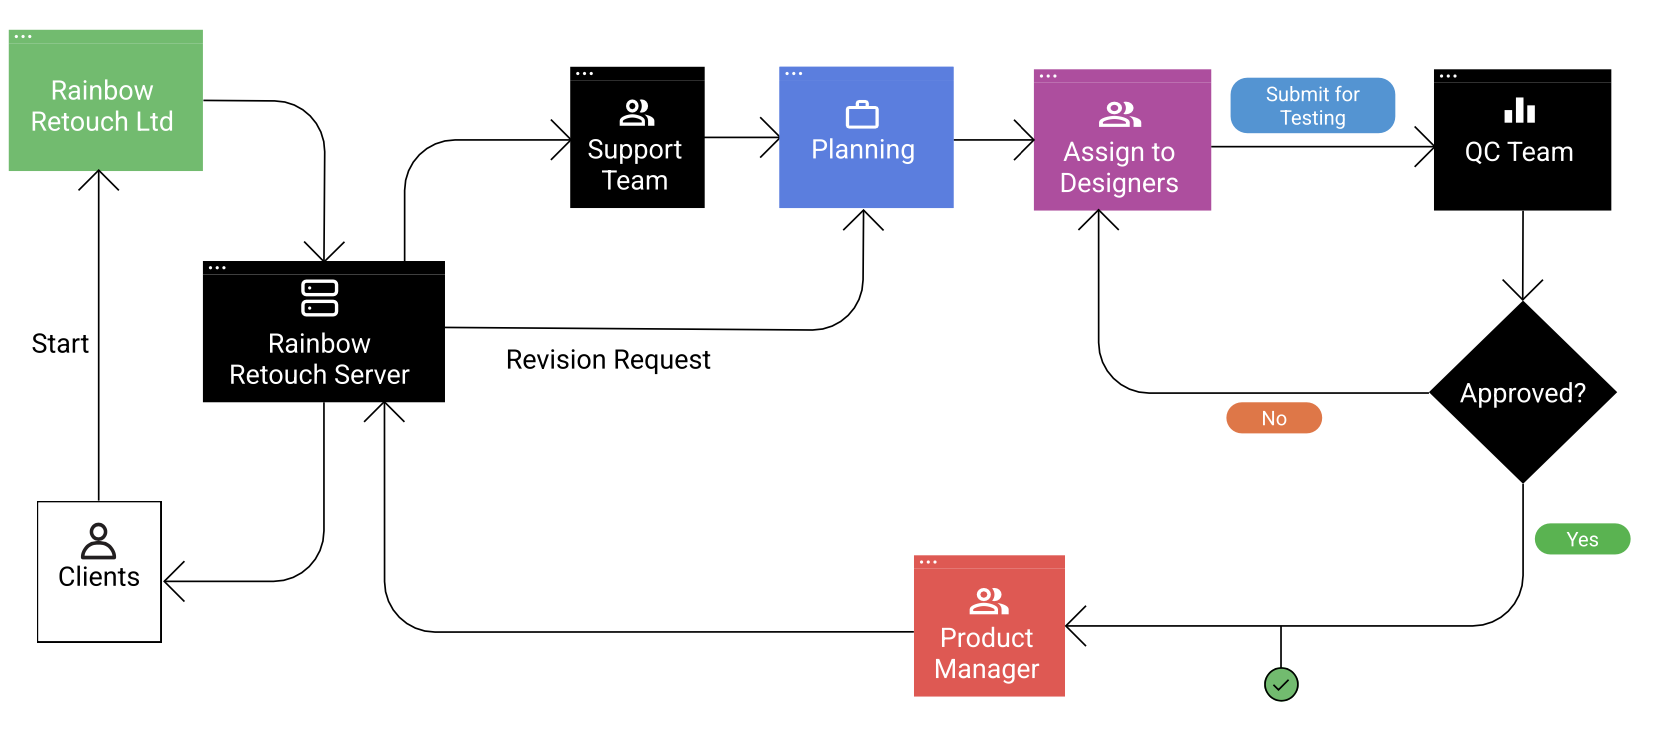 Rainbow
Retouch Ltd
Support
Team
Planning
Assign to
Designers
Submit for
Testing
QC Team
Start
Rainbow
Retouch Server
Revision Request
Approved?
No
Yes
Clients
Product
Manager